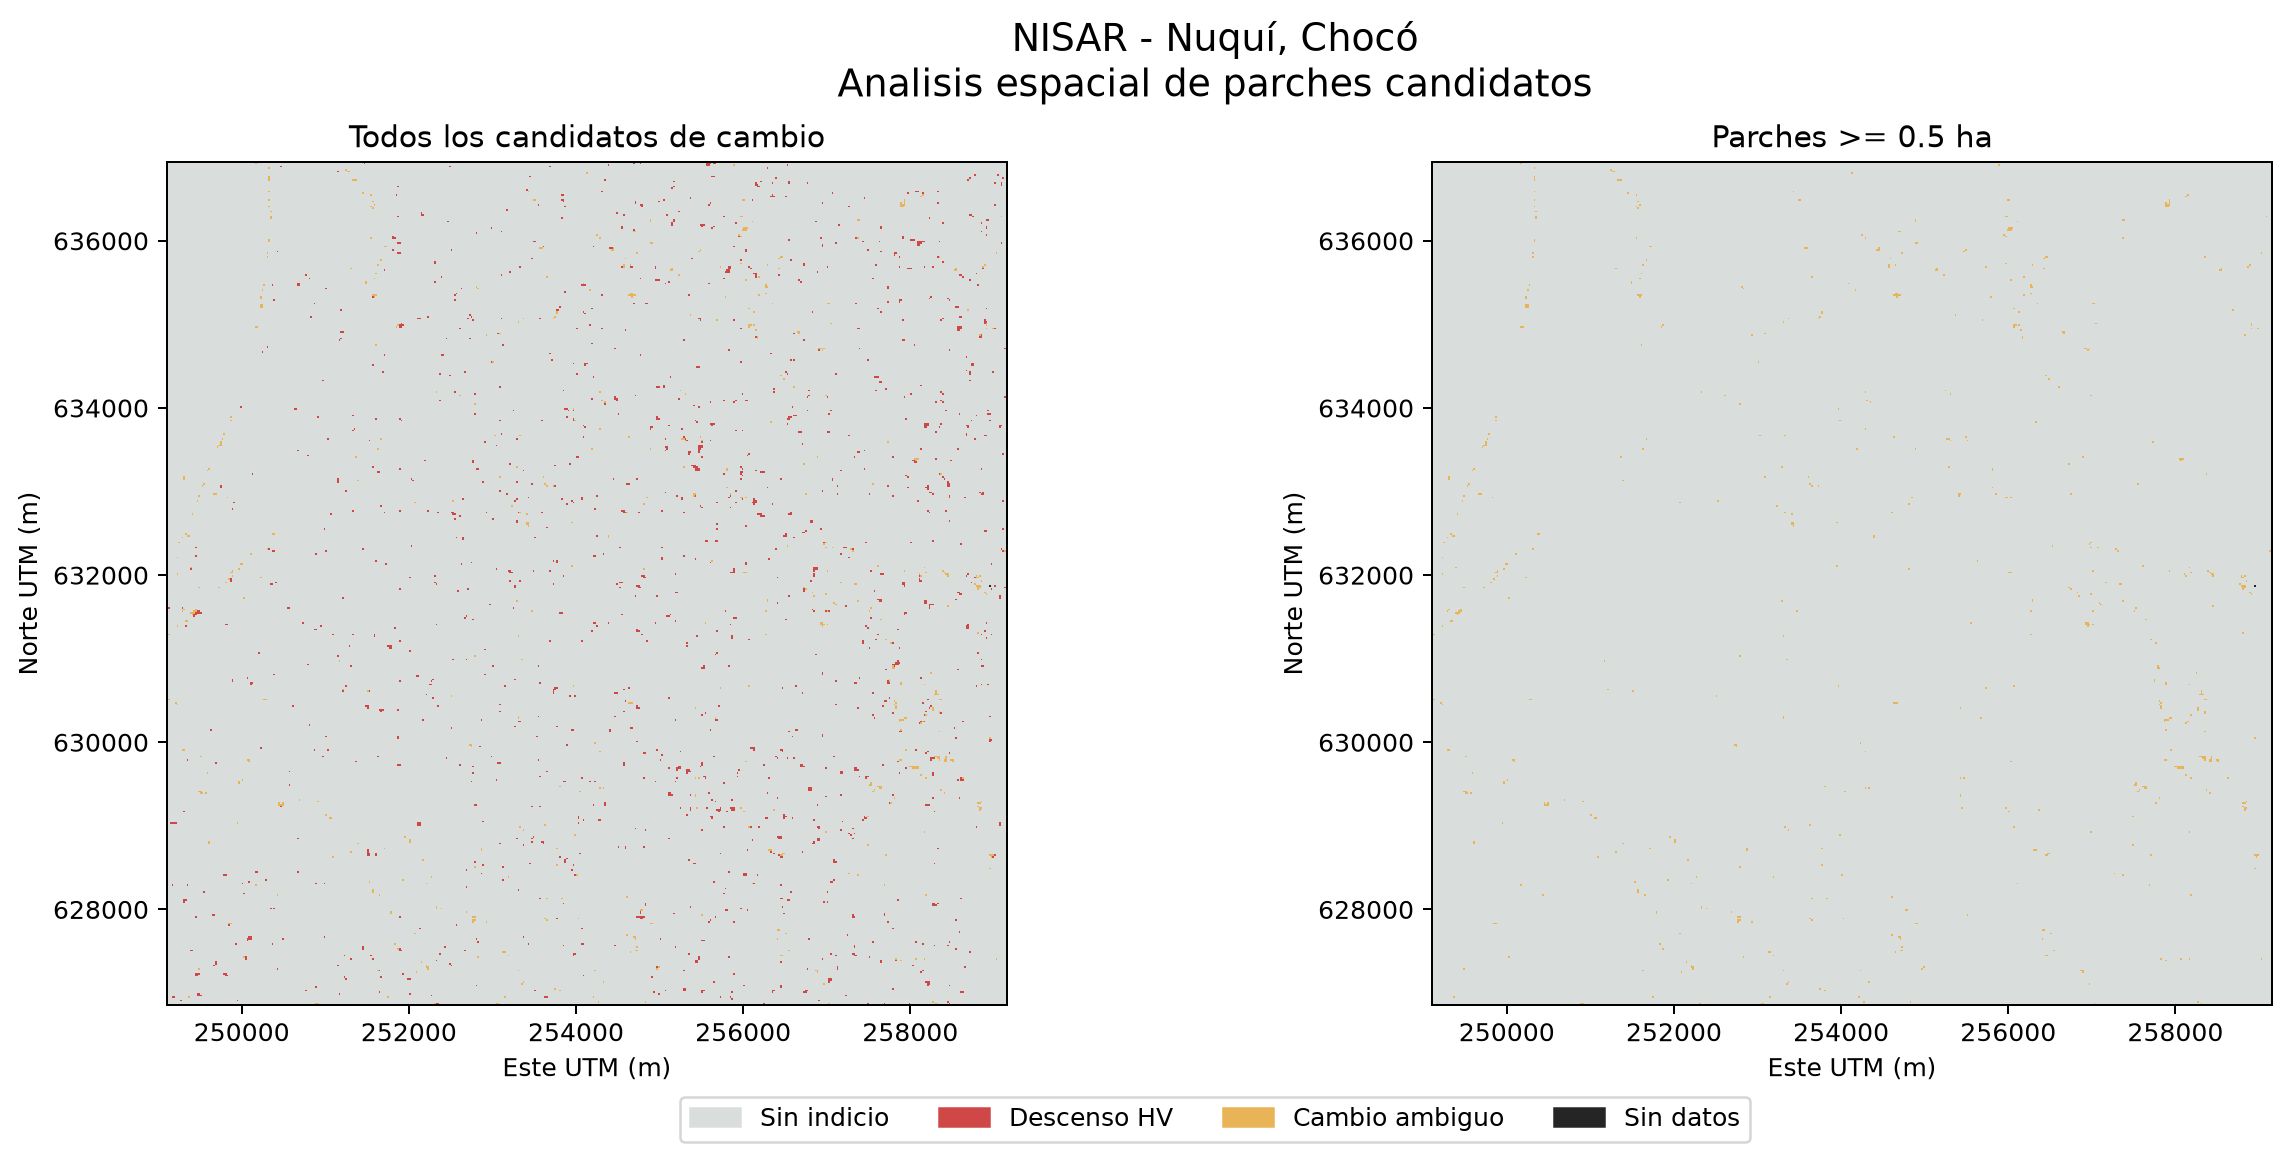 NISAR - Nuquí, Chocó
Analisis espacial de parches candidatos
Todos los candidatos de cambio
Norte UTM (m)
636000
634000
632000
630000
628000
250000 252000 254000 256000 258000
Este UTM (m)
Parches >= 0.5 ha
Norte UTM (m)
636000
634000
632000
630000
628000
250000 252000 254000 256000 258000
Este UTM (m)
Sin indicio Descenso HV Cambio ambiguo Sin datos